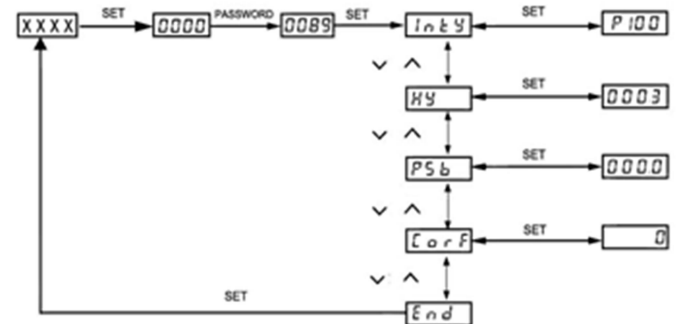 XXXX SET 0000 PASSWORD 0089 SET IntY SET P100
HY SET 0003
PSb SET 0000
CorF SET 0
SET End